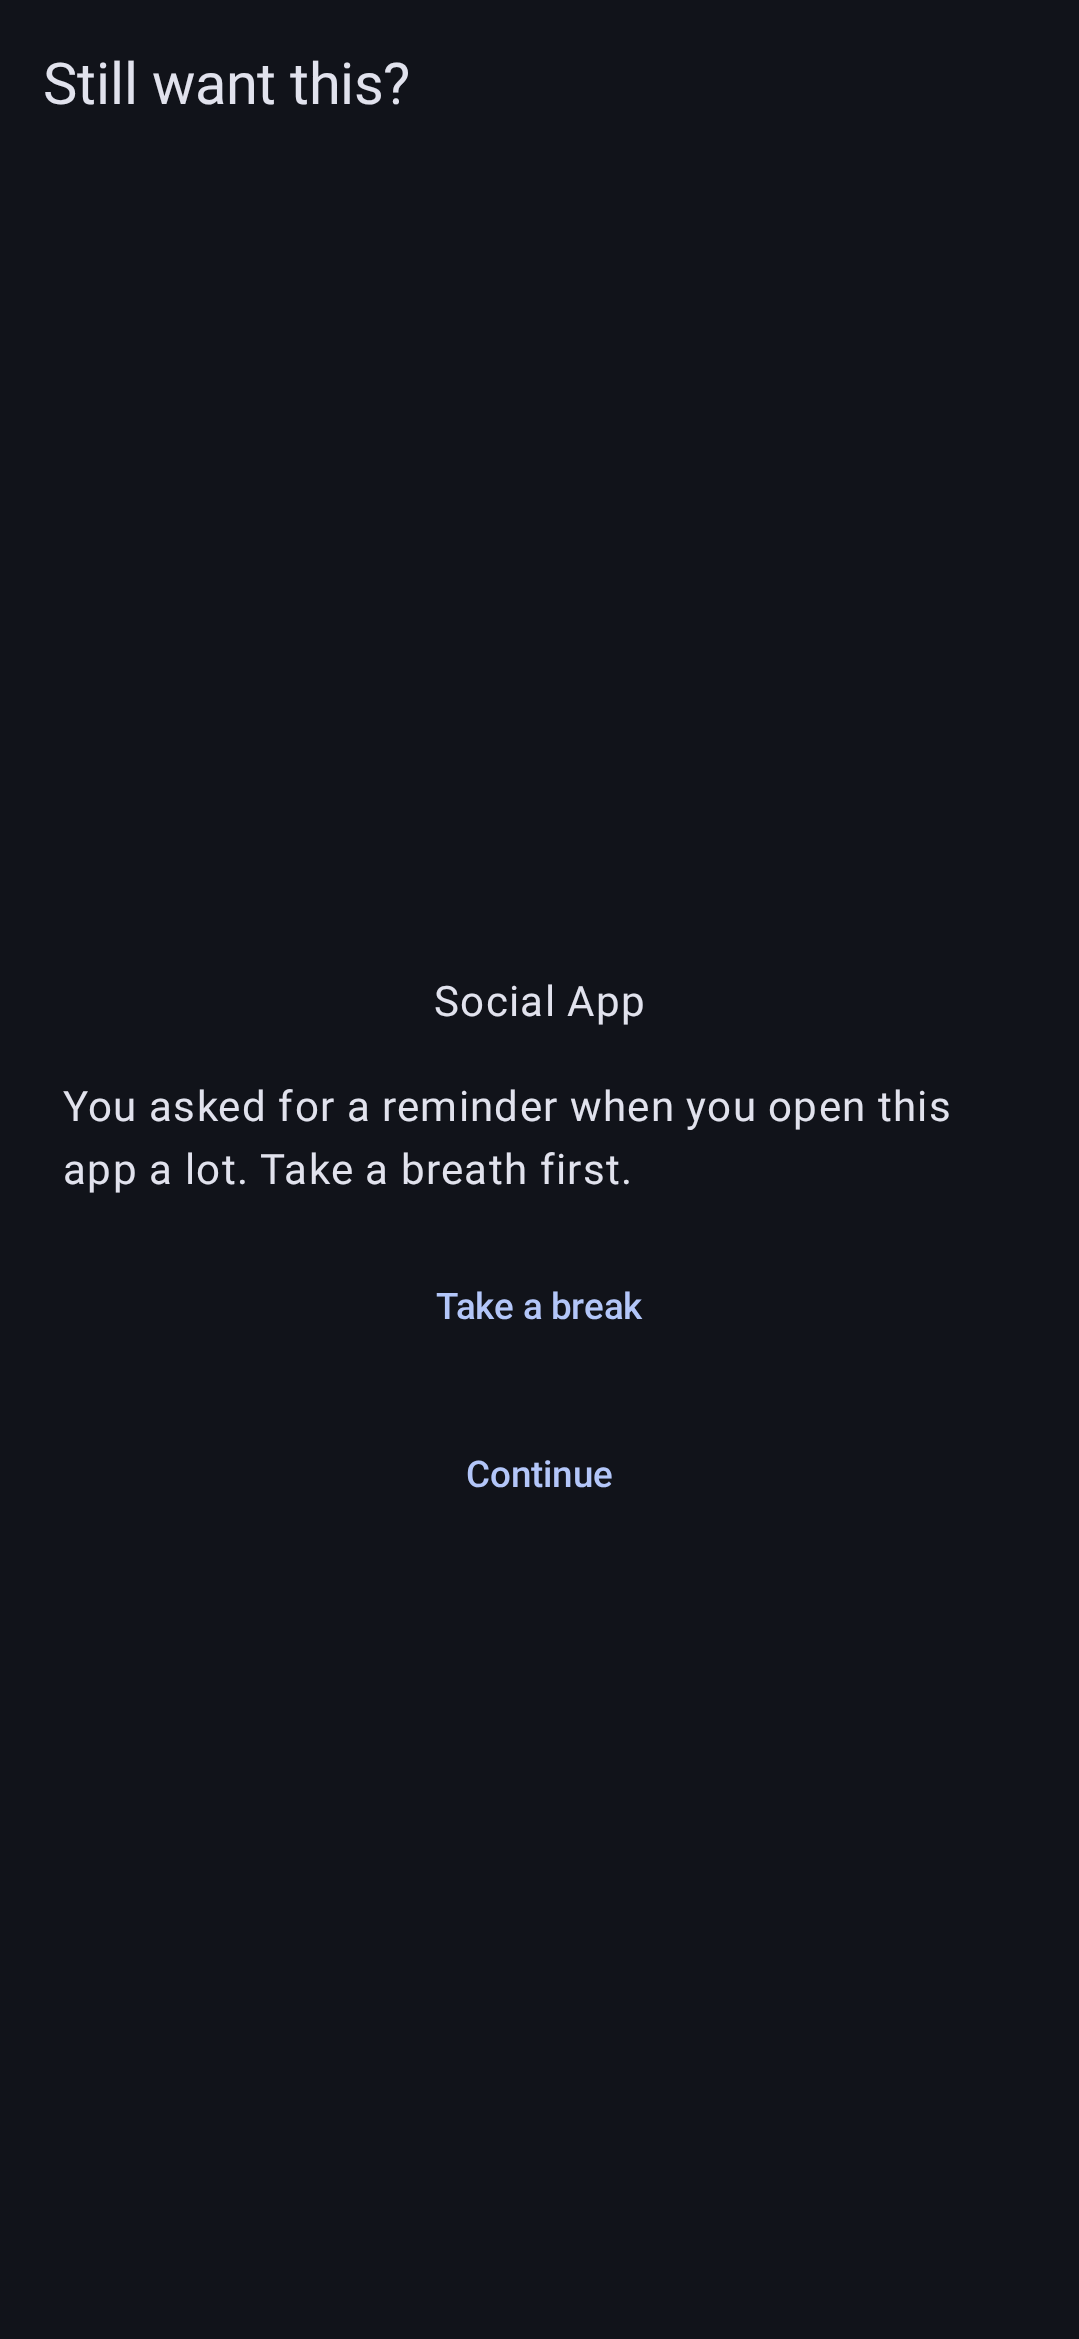 Still want this?
Social App
You asked for a reminder when you open this
app a lot. Take a breath first.
Take a break
Continue